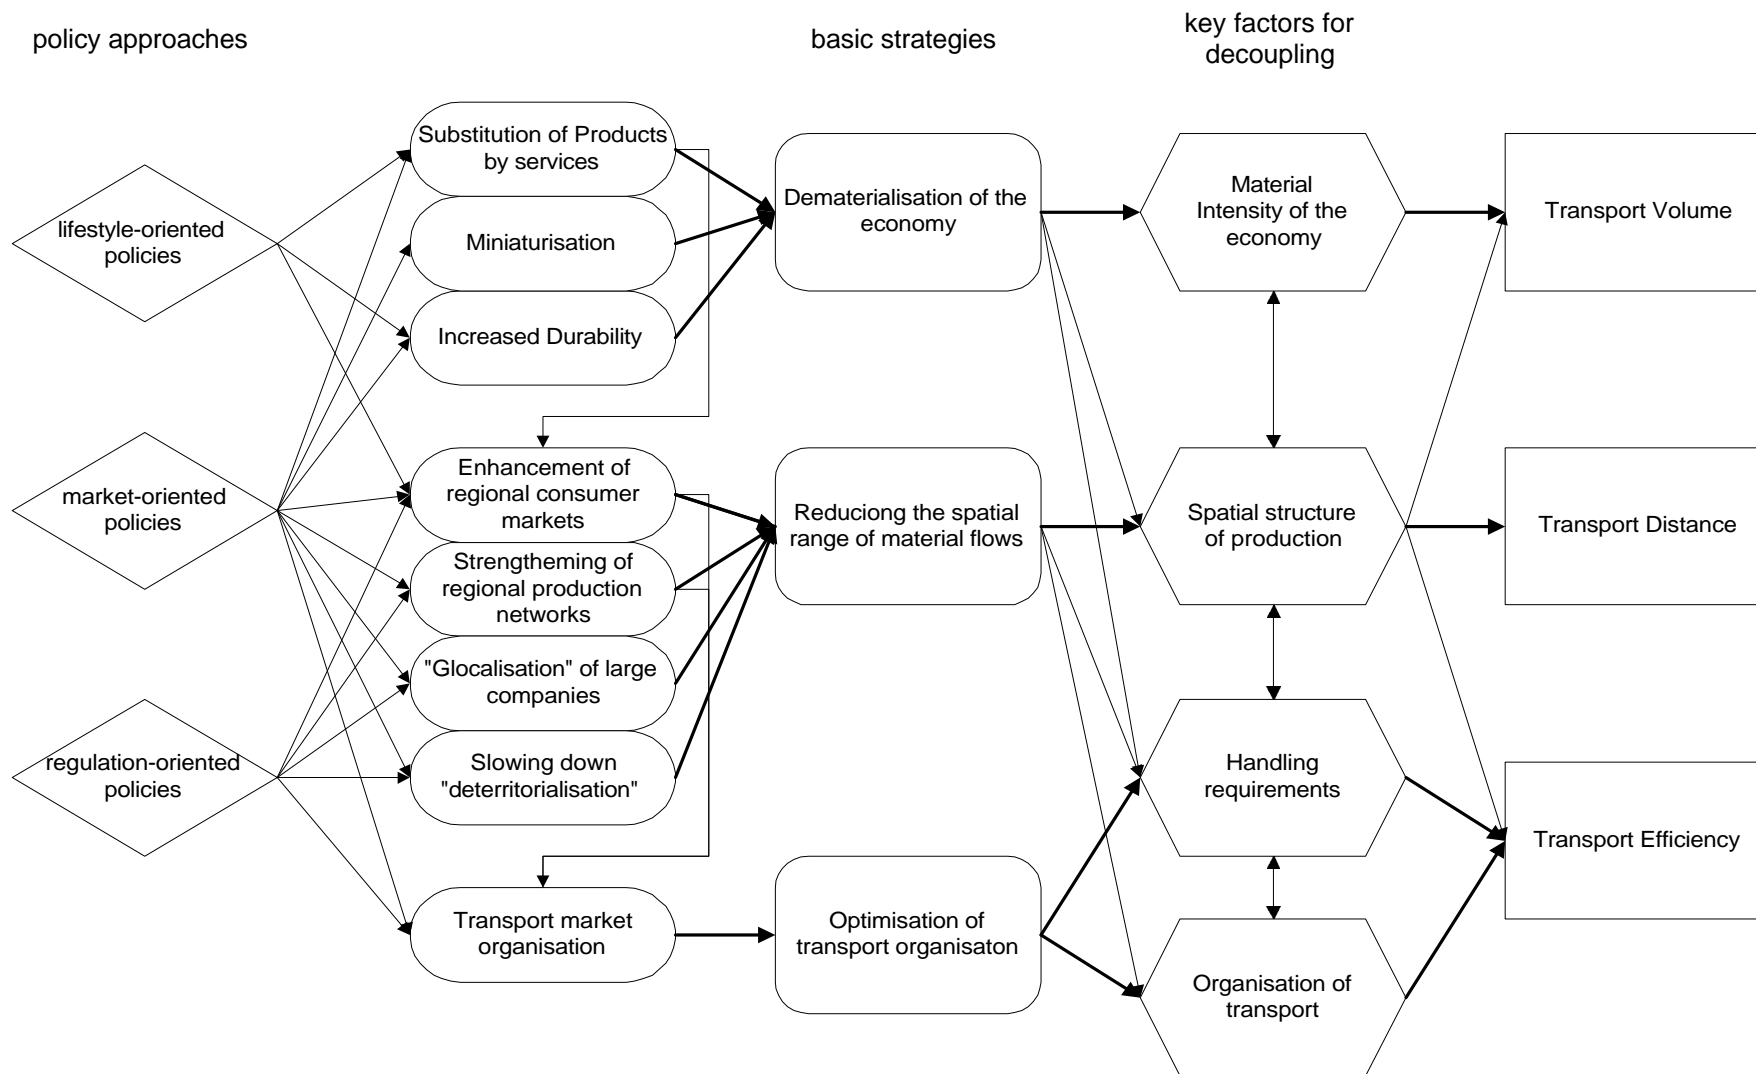 policy approaches
basic strategies
key factors for
decoupling
Substitution of Products
by services
Miniaturisation
Increased Durability
lifestyle-oriented
policies
Dematerialisation of the
economy
Material
Intensity of the
economy
Transport Volume
market-oriented
policies
Enhancement of
regional consumer
markets
Strengtheming of
regional production
networks
"Glocalisation" of large
companies
Slowing down
"deterritorialisation"
Reduciong the spatial
range of material flows
Spatial structure
of production
Transport Distance
regulation-oriented
policies
Handling
requirements
Transport Efficiency
Transport market
organisation
Optimisation of
transport organisaton
Organisation of
transport